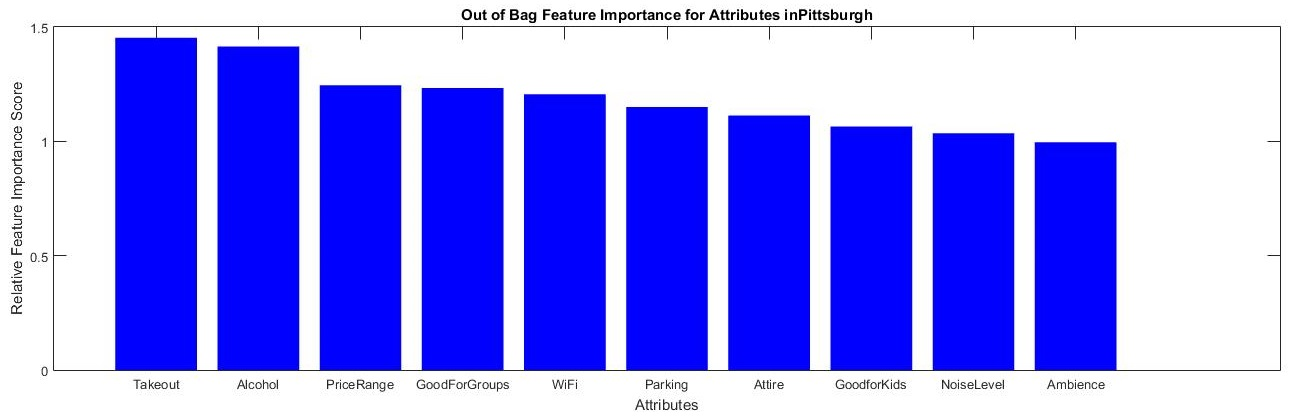 Out of Bag Feature Importance for Attributes inPittsburgh
Relative Feature Importance Score
1.5
1
0.5
0
Takeout Alcohol PriceRange GoodForGroups WiFi Parking Attire GoodforKids NoiseLevel Ambience
Attributes